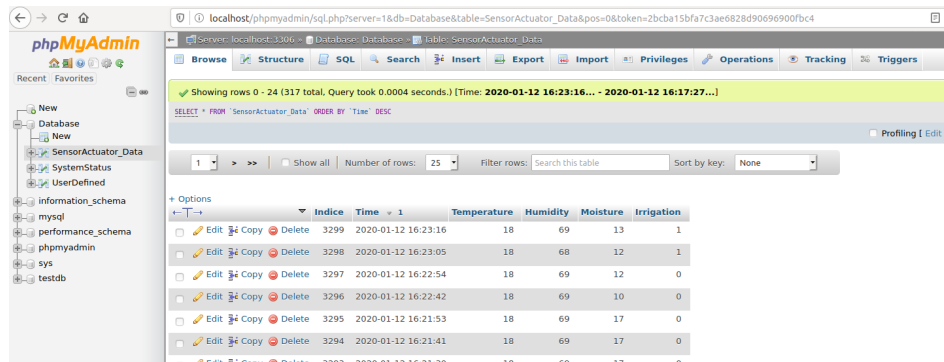 localhost/phpmyadmin/sql.php?server=1&db=Database&table=SensorActuator_Data&pos=0&token=2bcba15bfa7c3ae6828d90696900fbc4
phpMyAdmin
Recent Favorites
New
Database
New
SensorActuator_Data
SystemStatus
UserDefined
information_schema
mysql
performance_schema
phpmyadmin
sys
testdb
Server: localhost:3306 » Database: Database » Table: SensorActuator_Data
Browse Structure SQL Search Insert Export Import Privileges Operations Tracking Triggers
Showing rows 0 - 24 (317 total, Query took 0.0004 seconds.) [Time: 2020-01-12 16:23:16... - 2020-01-12 16:17:27...]
SELECT * FROM `SensorActuator_Data` ORDER BY `Time` DESC
Profiling [ Edit
1 > >> Show all Number of rows: 25 Filter rows: Search this table Sort by key: None
+ Options
←T→ Indice Time 1 Temperature Humidity Moisture Irrigation
Edit Copy Delete 3299 2020-01-12 16:23:16 18 69 13 1
Edit Copy Delete 3298 2020-01-12 16:23:05 18 68 12 1
Edit Copy Delete 3297 2020-01-12 16:22:54 18 69 12 0
Edit Copy Delete 3296 2020-01-12 16:22:42 18 69 10 0
Edit Copy Delete 3295 2020-01-12 16:21:53 18 69 17 0
Edit Copy Delete 3294 2020-01-12 16:21:41 18 69 17 0